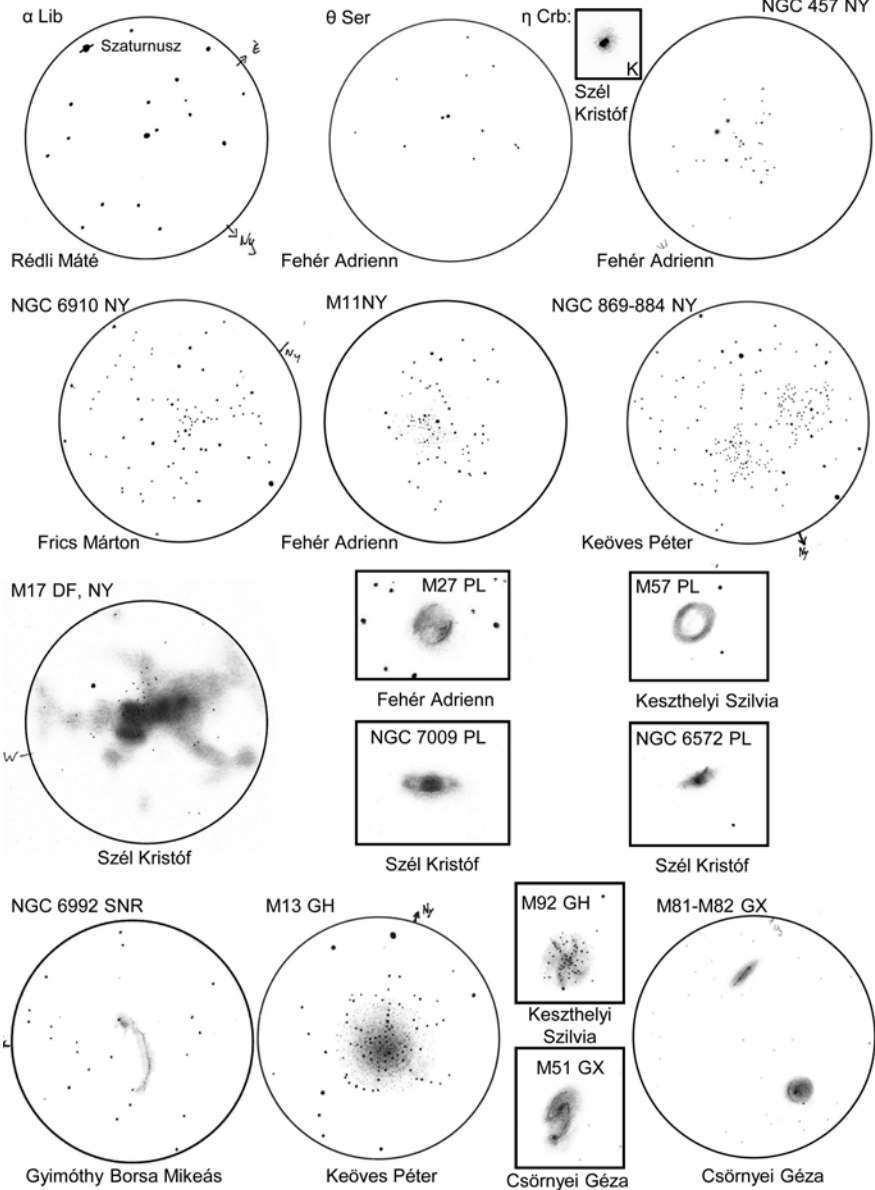 α Lib
θ Ser
η Crb:
NGC 457 NY
Szaturnusz
É
K
Szél
Kristóf
Ny
Rédli Máté
Fehér Adrienn
Fehér Adrienn
NGC 6910 NY
M11NY
NGC 869-884 NY
Ny
Frics Márton
Fehér Adrienn
Keöves Péter
Ny
M17 DF, NY
M27 PL
M57 PL
Fehér Adrienn
Keszthelyi Szilvia
W
NGC 7009 PL
NGC 6572 PL
Szél Kristóf
Szél Kristóf
Szél Kristóf
NGC 6992 SNR
M13 GH
Ny
M92 GH
M81-M82 GX
Keszthelyi
Szilvia
M51 GX
Gyimóthy Borsa Mikeás
Keöves Péter
Csörnyei Géza
Csörnyei Géza